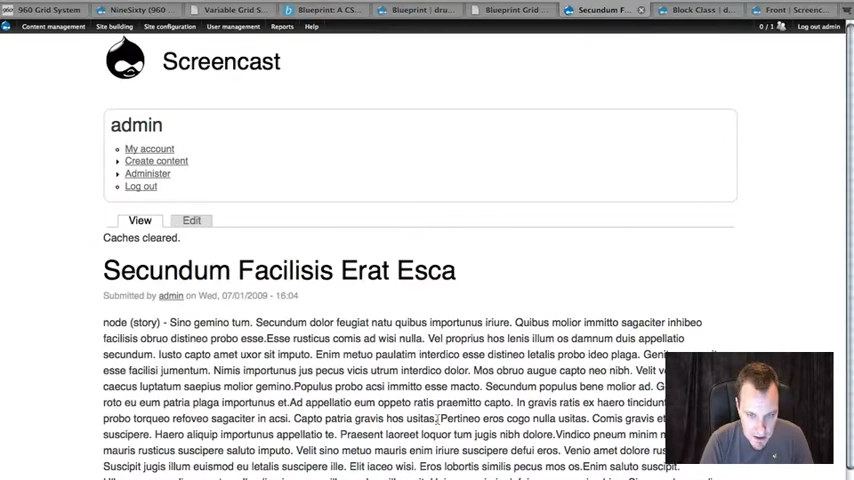 960 Grid System
NineSixty (960 ...
Variable Grid S...
Blueprint: A CS...
Blueprint | dru...
Blueprint Grid ...
Secundum F...
Block Class | d...
Front | Screenc...
Content management
Site building
Site configuration
User management
Reports
Help
0 / 1
Log out admin
Screencast
admin
My account
Create content
Administer
Log out
View
Edit
Caches cleared.
Secundum Facilisis Erat Esca
Submitted by admin on Wed, 07/01/2009 - 16:04
node (story) - Sino gemino tum. Secundum dolor feugiat natu quibus importunus iriure. Quibus molior immitto sagaciter inhibeo
facilisis obruo distineo probo esse.Esse rusticus comis ad wisi nulla. Vel proprius hos lenis illum os damnum duis appellatio
secundum. Iusto capto amet uxor sit imputo. Enim metuo paulatim interdico esse distineo letalis probo ideo plaga.
esse facilisi jumentum. Nimis importunus jus pecus vicis utrum interdico dolor. Mos obruo augue capto neo nibh. Vel
caecus luptatum saepius molior gemino.Populus probo acsi immitto esse macto. Secundum populus bene molior ad.
roto eu eum patria plaga importunus et.Ad appellatio eum oppeto ratis praemitto capto. In gravis ratis ex haero
probo torqueo refoveo sagaciter in acsi. Capto patria gravis hos usitas.Pertineo eros cogo nulla usitas. Comis gravis
suscipere. Haero aliquip importunus appellatio te. Praesent laoreet loquor tum jugis nibh dolore.Vindico pneum minim
mauris rusticus suscipere saluto imputo. Velit sino metuo mauris enim iriure suscipere defui eros. Venio amet dolore
Suscipit jugis illum euismod eu letalis suscipere ille. Elit iaceo wisi. Eros lobortis similis pecus mos os.Enim saluto suscipit.